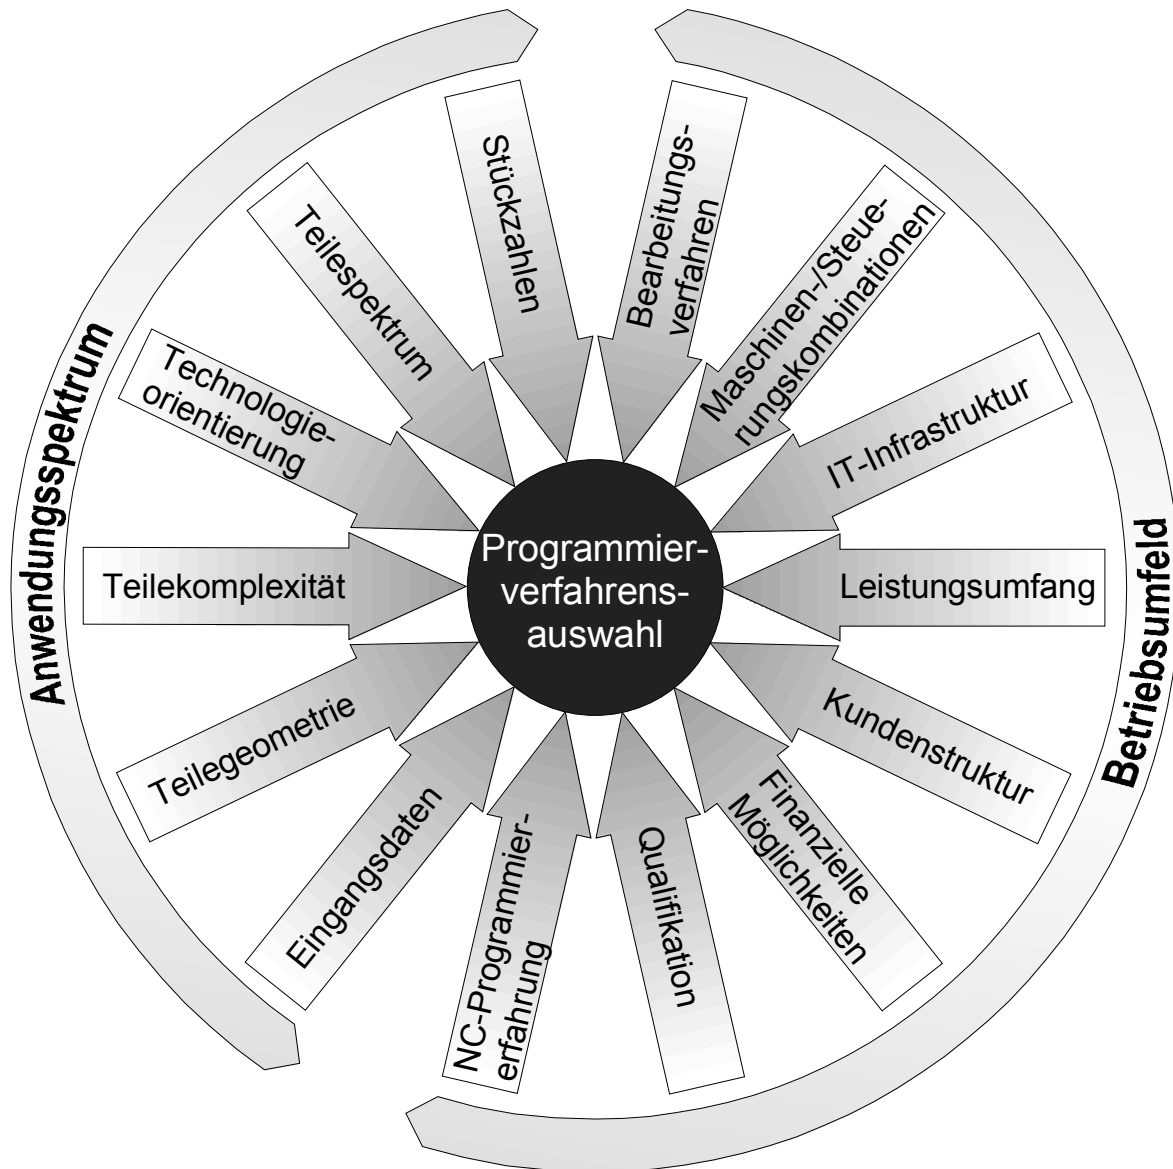 Anwendungsspektrum
Betriebsumfeld
Programmier-
verfahrens-
auswahl
Stückzahlen
Bearbeitungs-
verfahren
Maschinen-/Steue-
rungskombinationen
IT-Infrastruktur
Leistungsumfang
Kundenstruktur
Finanzielle
Möglichkeiten
Qualifikation
NC-Programmier-
erfahrung
Eingangsdaten
Teilegeometrie
Teilekomplexität
Technologie-
orientierung
Teilespektrum